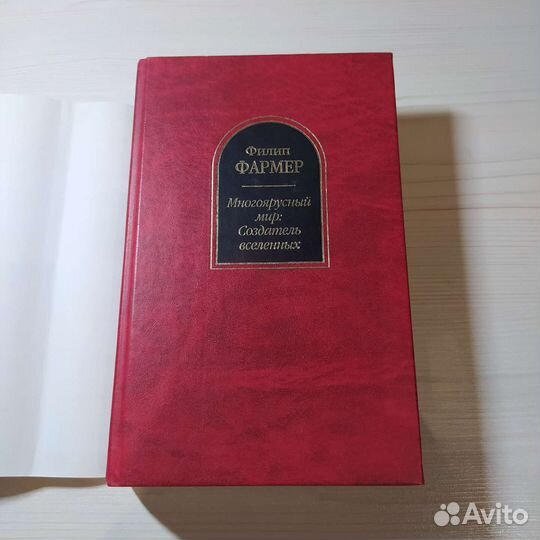 Филип
ФАРМЕР
Многоярусный
мир:
Создатель
вселенных
Avito